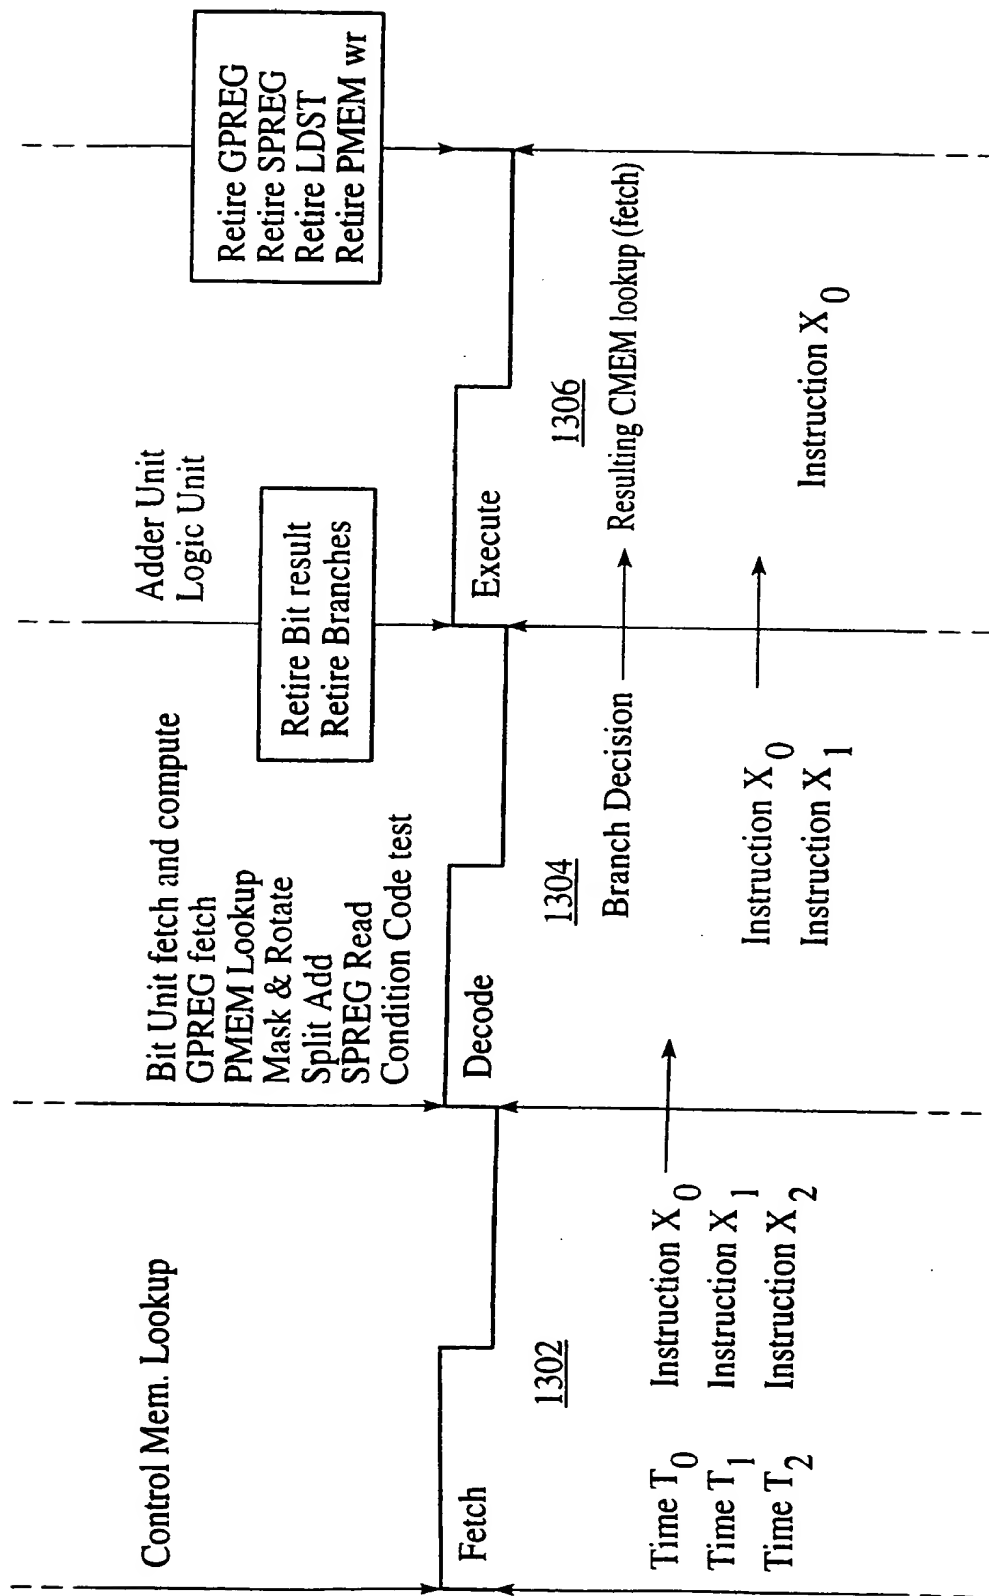 Control Mem. Lookup
Bit Unit fetch and compute
GPREG fetch
PMEM Lookup
Mask & Rotate
Split Add
SPREG Read
Condition Code test
Adder Unit
Logic Unit
Retire Bit result
Retire Branches
Retire GPREG
Retire SPREG
Retire LDST
Retire PMEM wr
Fetch
Decode
Execute
1302
1304
1306
Branch Decision
Resulting CMEM lookup (fetch)
Time T0 Instruction X0
Time T1 Instruction X1
Time T2 Instruction X2
Instruction X0
Instruction X1
Instruction X0